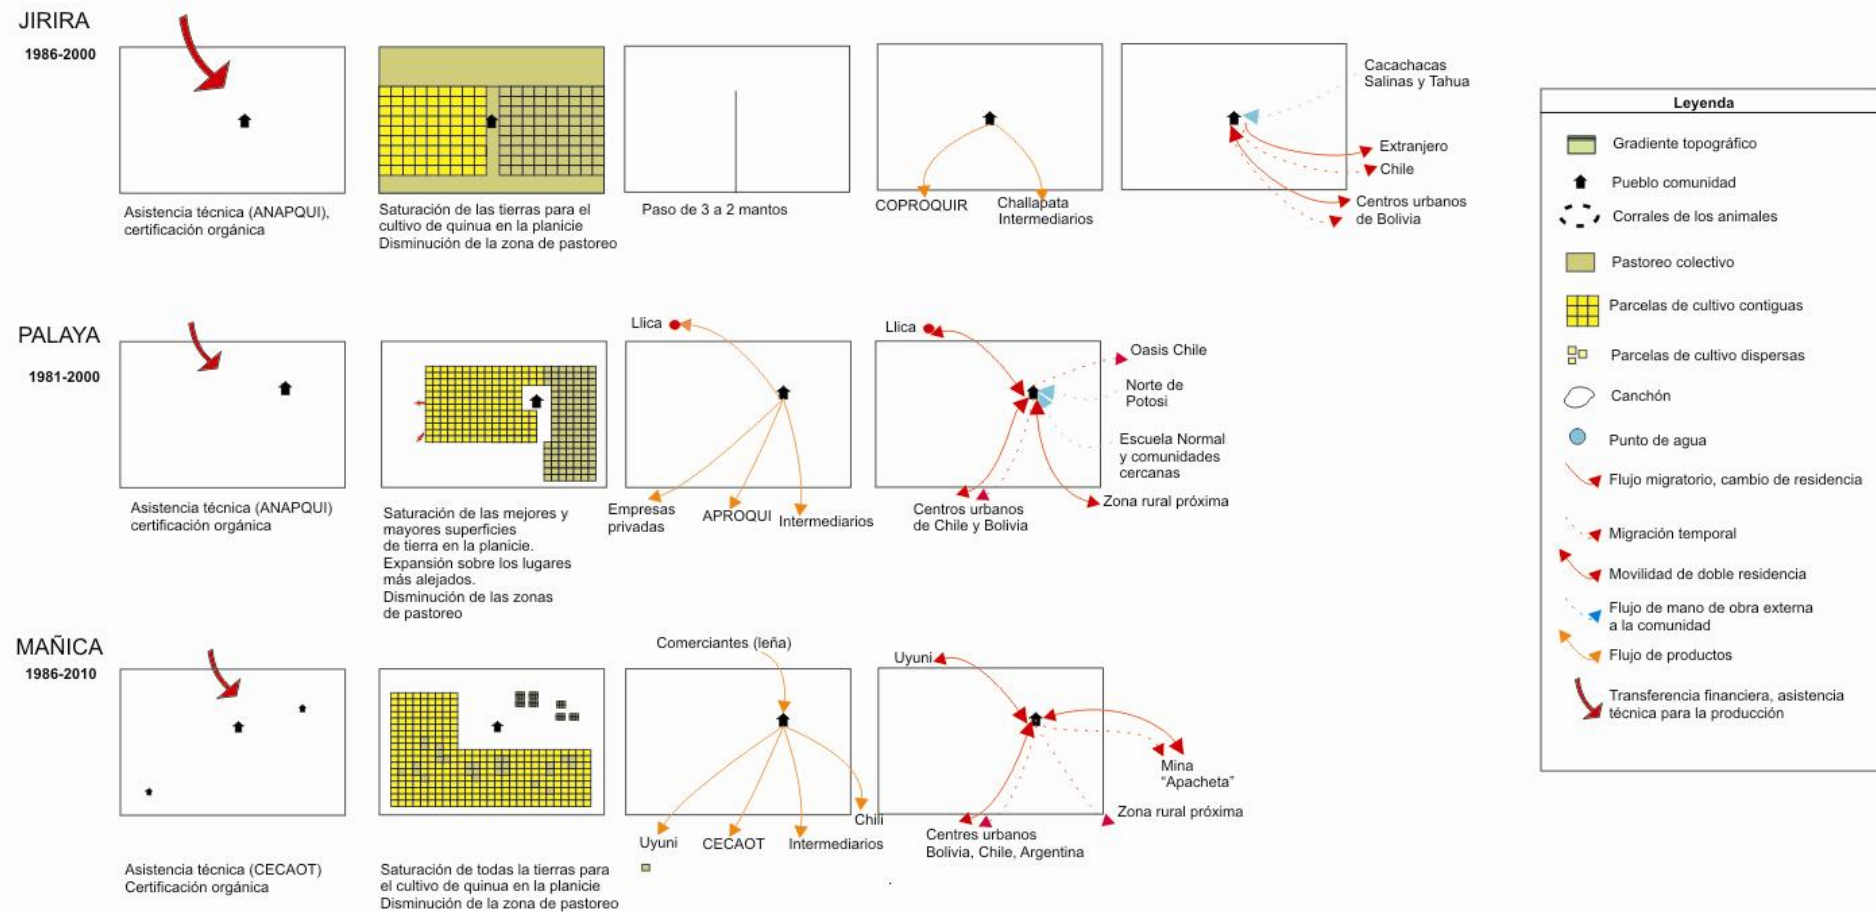 JIRIRA
1986-2000
Asistencia técnica (ANAPQUI),
certificación orgánica
Saturación de las tierras para el
cultivo de quinua en la planicie
Disminución de la zona de pastoreo
Paso de 3 a 2 mantos
COPROQUIR
Challapata
Intermediarios
Cacachacas
Salinas y Tahua
Extranjero
Chile
Centros urbanos
de Bolivia
PALAYA
1981-2000
Asistencia técnica (ANAPQUI)
certificación orgánica
Saturación de las mejores y
mayores superficies
de tierra en la planicie.
Expansión sobre los lugares
más alejados.
Disminución de las zonas
de pastoreo
Llica
Empresas
privadas
APROQUI
Intermediarios
Llica
Oasis Chile
Norte de
Potosi
Escuela Normal
y comunidades
cercanas
Zona rural próxima
Centros urbanos
de Chile y Bolivia
MAÑICA
1986-2010
Asistencia técnica (CECAOT)
Certificación orgánica
Saturación de todas la tierras para
el cultivo de quinua en la planicie
Disminución de la zona de pastoreo
Comerciantes (leña)
Uyuni
CECAOT
Intermediarios
Chili
Uyuni
Mina
“Apacheta”
Zona rural próxima
Centres urbanos
Bolivia, Chile, Argentina
Leyenda
Gradiente topográfico
Pueblo comunidad
Corrales de los animales
Pastoreo colectivo
Parcelas de cultivo contiguas
Parcelas de cultivo dispersas
Canchón
Punto de agua
Flujo migratorio, cambio de residencia
Migración temporal
Movilidad de doble residencia
Flujo de mano de obra externa
a la comunidad
Flujo de productos
Transferencia financiera, asistencia
técnica para la producción